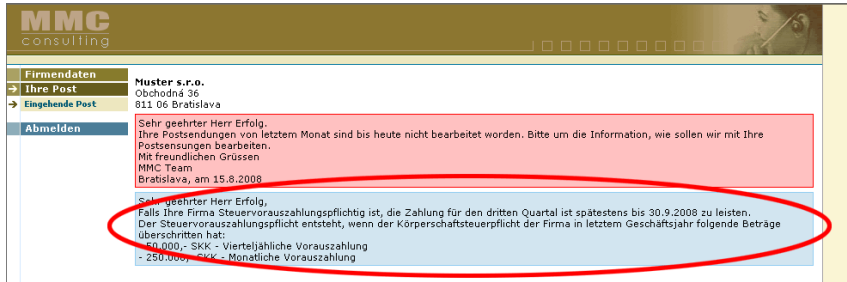 MMC
consulting
Firmendaten
Ihre Post
Eingehende Post
Abmelden
Muster s.r.o.
Obchodná 36
811 06 Bratislava
Sehr geehrter Herr Erfolg.
Ihre Postsendungen von letztem Monat sind bis heute nicht bearbeitet worden. Bitte um die Information, wie sollen wir mit Ihre
Postsensungen bearbeiten.
Mit freundlichen Grüssen
MMC Team
Bratislava, am 15.8.2008
Sehr geehrter Herr Erfolg,
Falls Ihre Firma Steuervorauszahlungspflichtig ist, die Zahlung für den dritten Quartal ist spätestens bis 30.9.2008 zu leisten.
Der Steuervorauszahlungspflicht entsteht, wenn der Körperschaftsteuerpflicht der Firma in letztem Geschäftsjahr folgende Beträge
überschritten hat:
- 50.000,- SKK - Vierteljähliche Vorauszahlung
- 250.000,- SKK - Monatliche Vorauszahlung